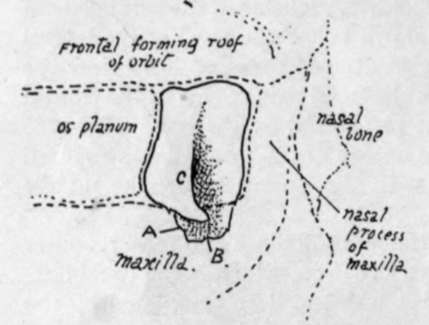 Frontal forming roof
of orbit
os planum
nasal
bone
C
nasal
process
of
maxilla
A
B.
maxilla.